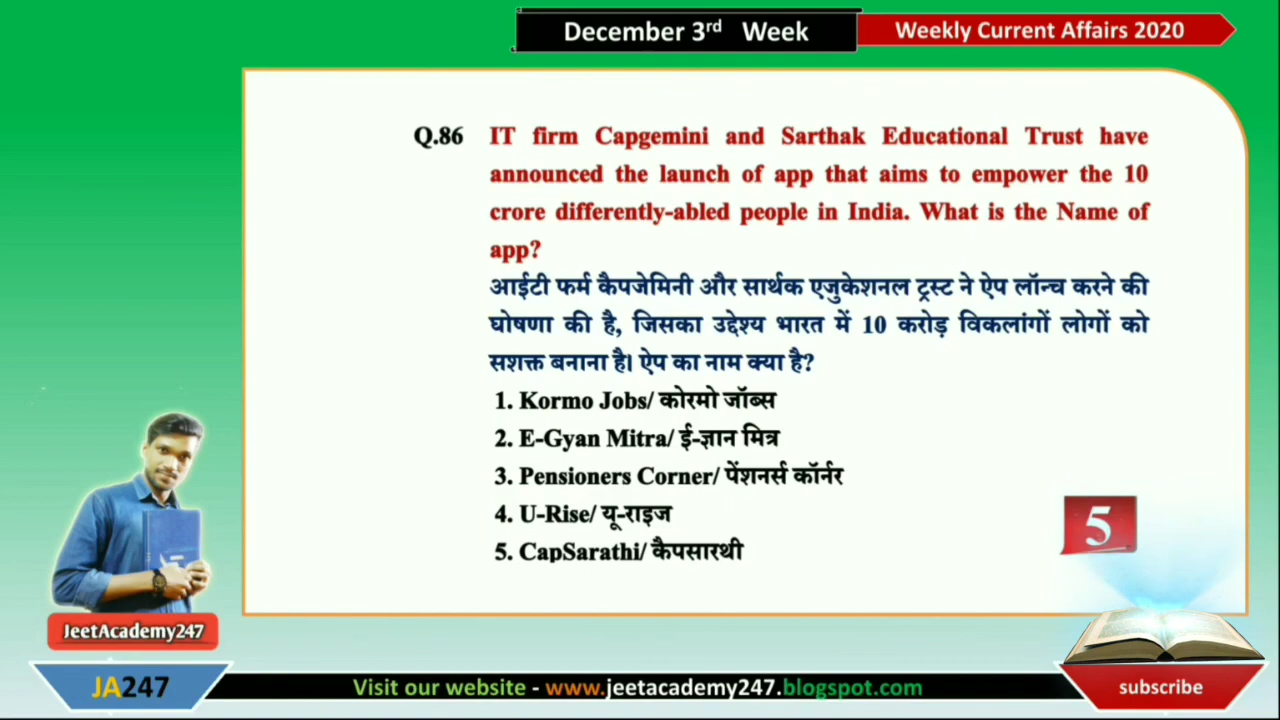 December 3rd Week
Weekly Current Affairs 2020
Q.86 IT firm Capgemini and Sarthak Educational Trust have
announced the launch of app that aims to empower the 10
crore differently-abled people in India. What is the Name of
app?
आईटी फर्म कैपजेमिनी और सार्थक एजुकेशनल ट्रस्ट ने ऐप लॉन्च करने की
घोषणा की है, जिसका उद्देश्य भारत में 10 करोड़ विकलांगों लोगों को
सशक्त बनाना है। ऐप का नाम क्या है?
1. Kormo Jobs/ कोरमो जॉब्स
2. E-Gyan Mitra/ ई-ज्ञान मित्र
3. Pensioners Corner/ पेंशनर्स कॉर्नर
4. U-Rise/ यू-राइज
5. CapSarathi/ कैपसारथी
5
JeetAcademy247
JA247
Visit our website - www.jeetacademy247.blogspot.com
subscribe